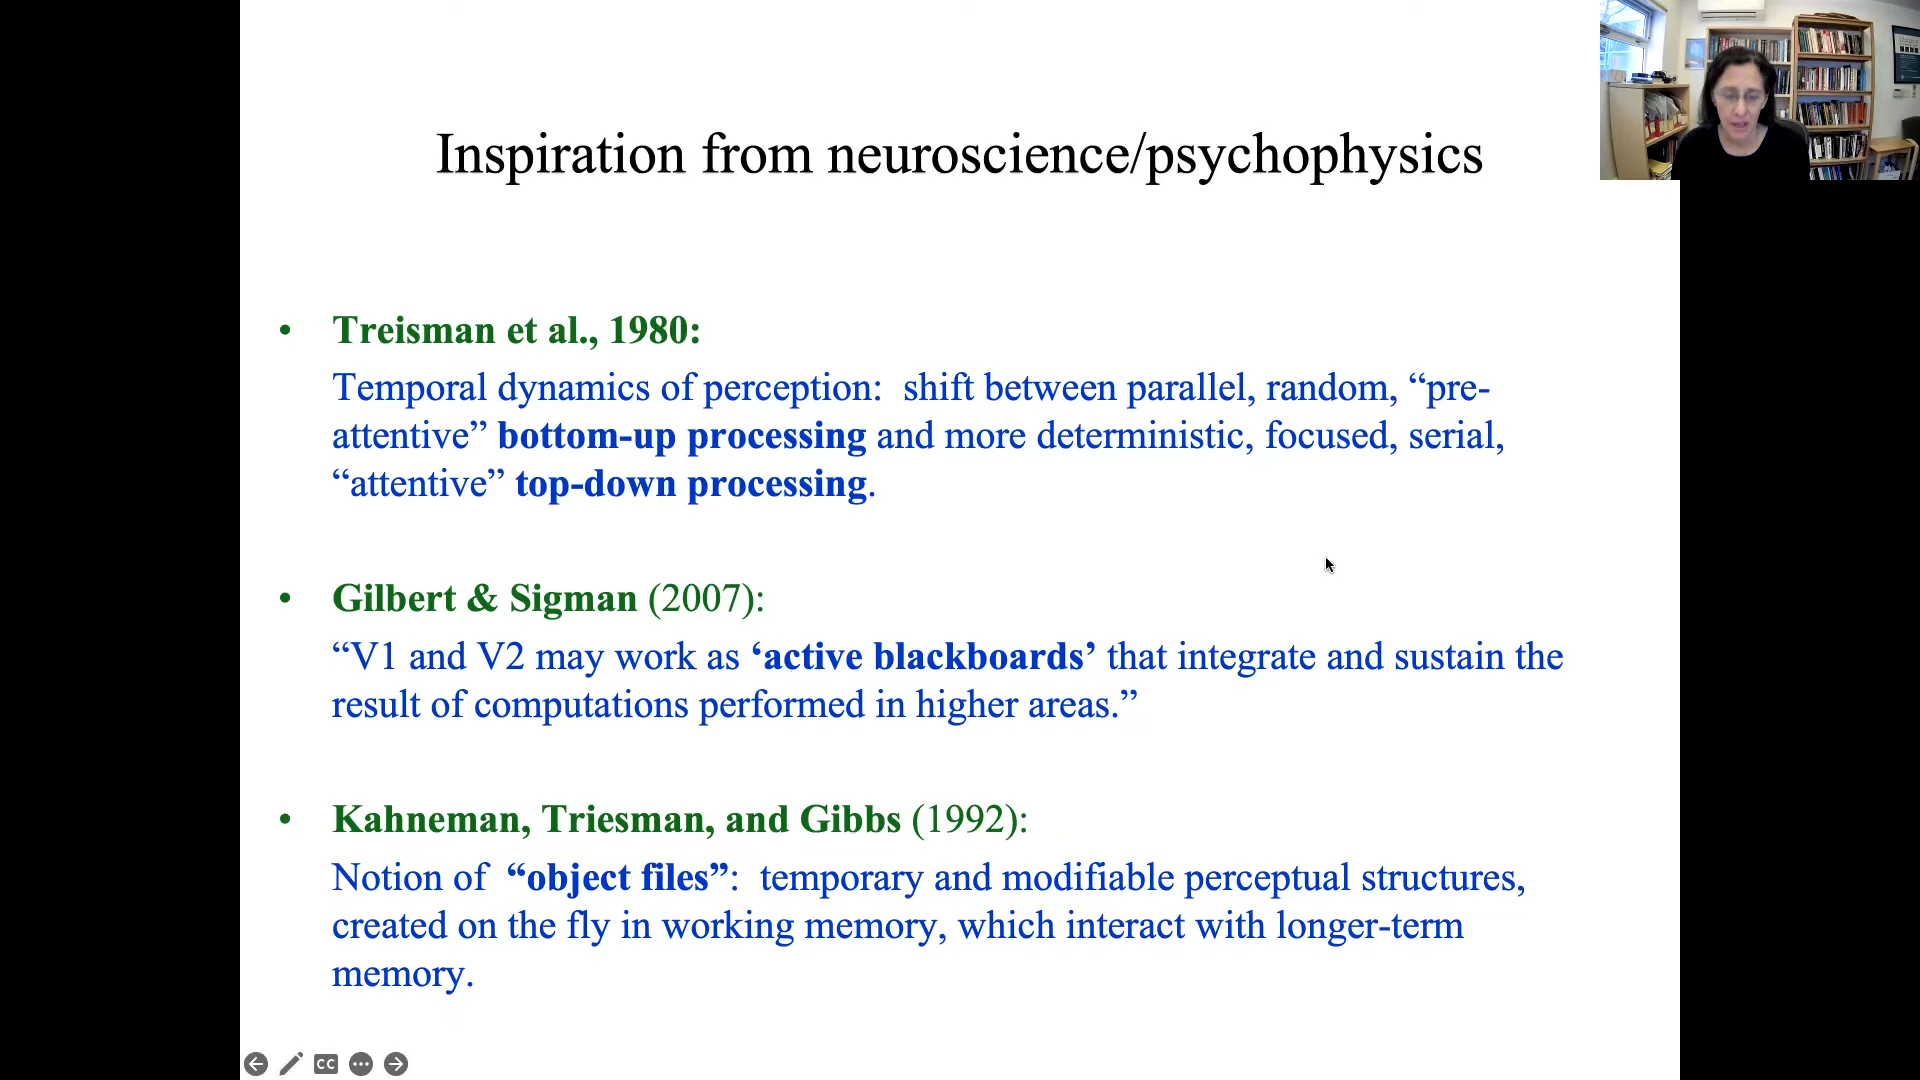 Inspiration from neuroscience/psychophysics
• Treisman et al., 1980:
Temporal dynamics of perception: shift between parallel, random, “pre-
attentive” bottom-up processing and more deterministic, focused, serial,
“attentive” top-down processing.
• Gilbert & Sigman (2007):
“V1 and V2 may work as ‘active blackboards’ that integrate and sustain the
result of computations performed in higher areas.”
• Kahneman, Triesman, and Gibbs (1992):
Notion of “object files”: temporary and modifiable perceptual structures,
created on the fly in working memory, which interact with longer-term
memory.
CC